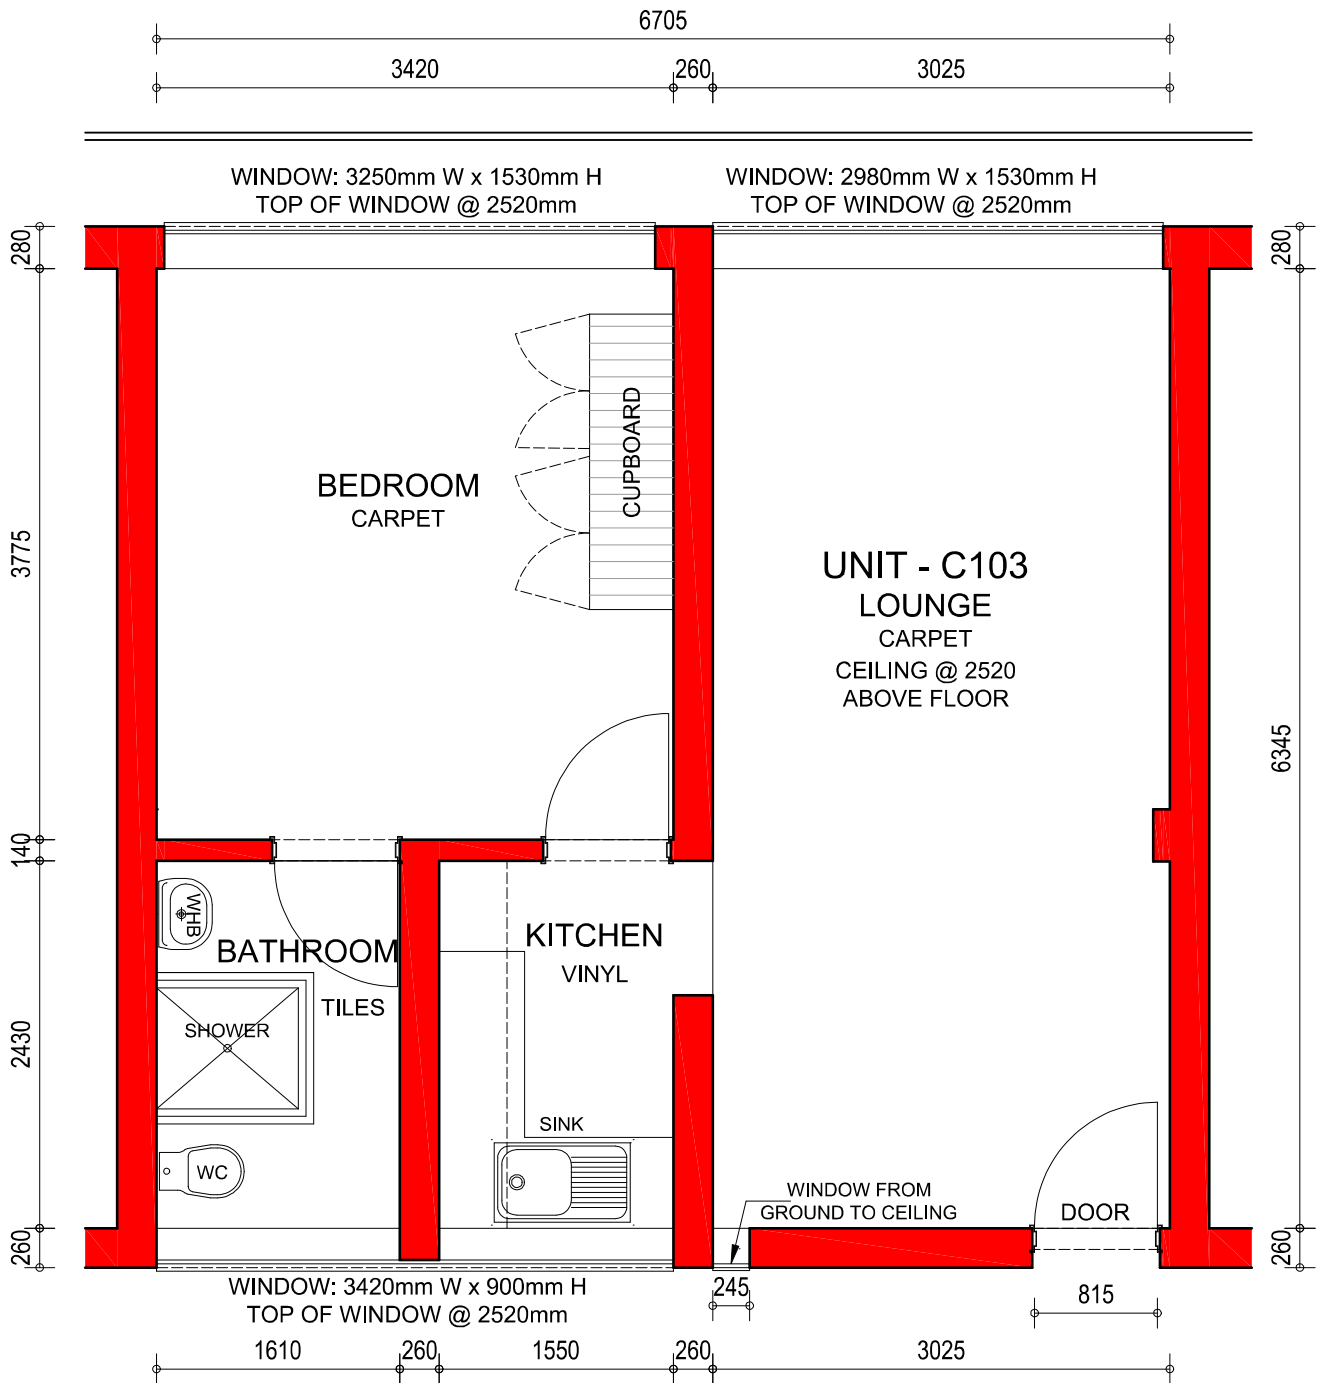 6705
3420
260
3025
WINDOW: 3250mm W x 1530mm H
TOP OF WINDOW @ 2520mm
WINDOW: 2980mm W x 1530mm H
TOP OF WINDOW @ 2520mm
280
280
CUPBOARD
BEDROOM
CARPET
3775
UNIT - C103
LOUNGE
CARPET
CEILING @ 2520
ABOVE FLOOR
6345
140
WHB
BATHROOM
TILES
KITCHEN
VINYL
2430
SHOWER
SINK
WC
WINDOW FROM
GROUND TO CEILING
DOOR
260
260
WINDOW: 3420mm W x 900mm H
TOP OF WINDOW @ 2520mm
245
815
1610
260
1550
260
3025